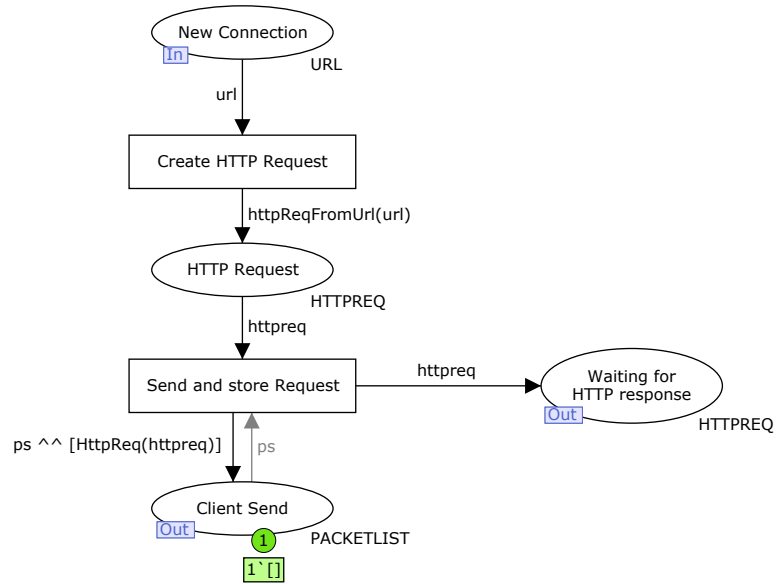 New Connection
In
URL
url
Create HTTP Request
httpReqFromUrl(url)
HTTP Request
HTTPREQ
httpreq
Send and store Request
httpreq
Waiting for
HTTP response
Out
HTTPREQ
ps ^^ [HttpReq(httpreq)]
ps
Client Send
Out
1
PACKETLIST
1`[]